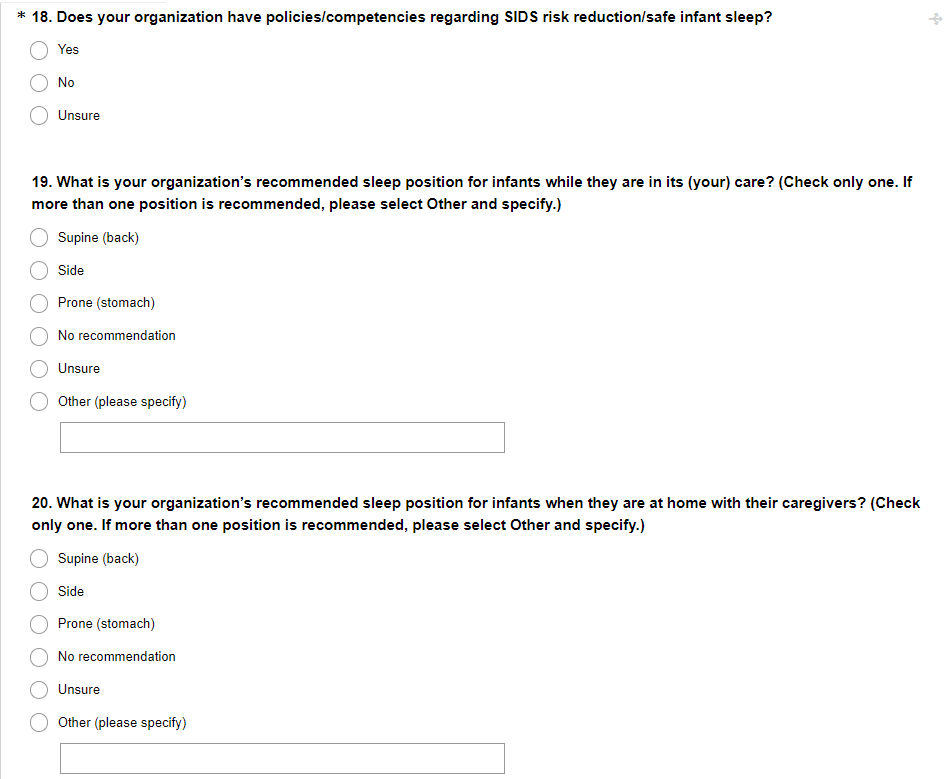 * 18. Does your organization have policies/competencies regarding SIDS risk reduction/safe infant sleep?
Yes
No
Unsure
19. What is your organization’s recommended sleep position for infants while they are in its (your) care? (Check only one. If
more than one position is recommended, please select Other and specify.)
Supine (back)
Side
Prone (stomach)
No recommendation
Unsure
Other (please specify)
20. What is your organization’s recommended sleep position for infants when they are at home with their caregivers? (Check
only one. If more than one position is recommended, please select Other and specify.)
Supine (back)
Side
Prone (stomach)
No recommendation
Unsure
Other (please specify)